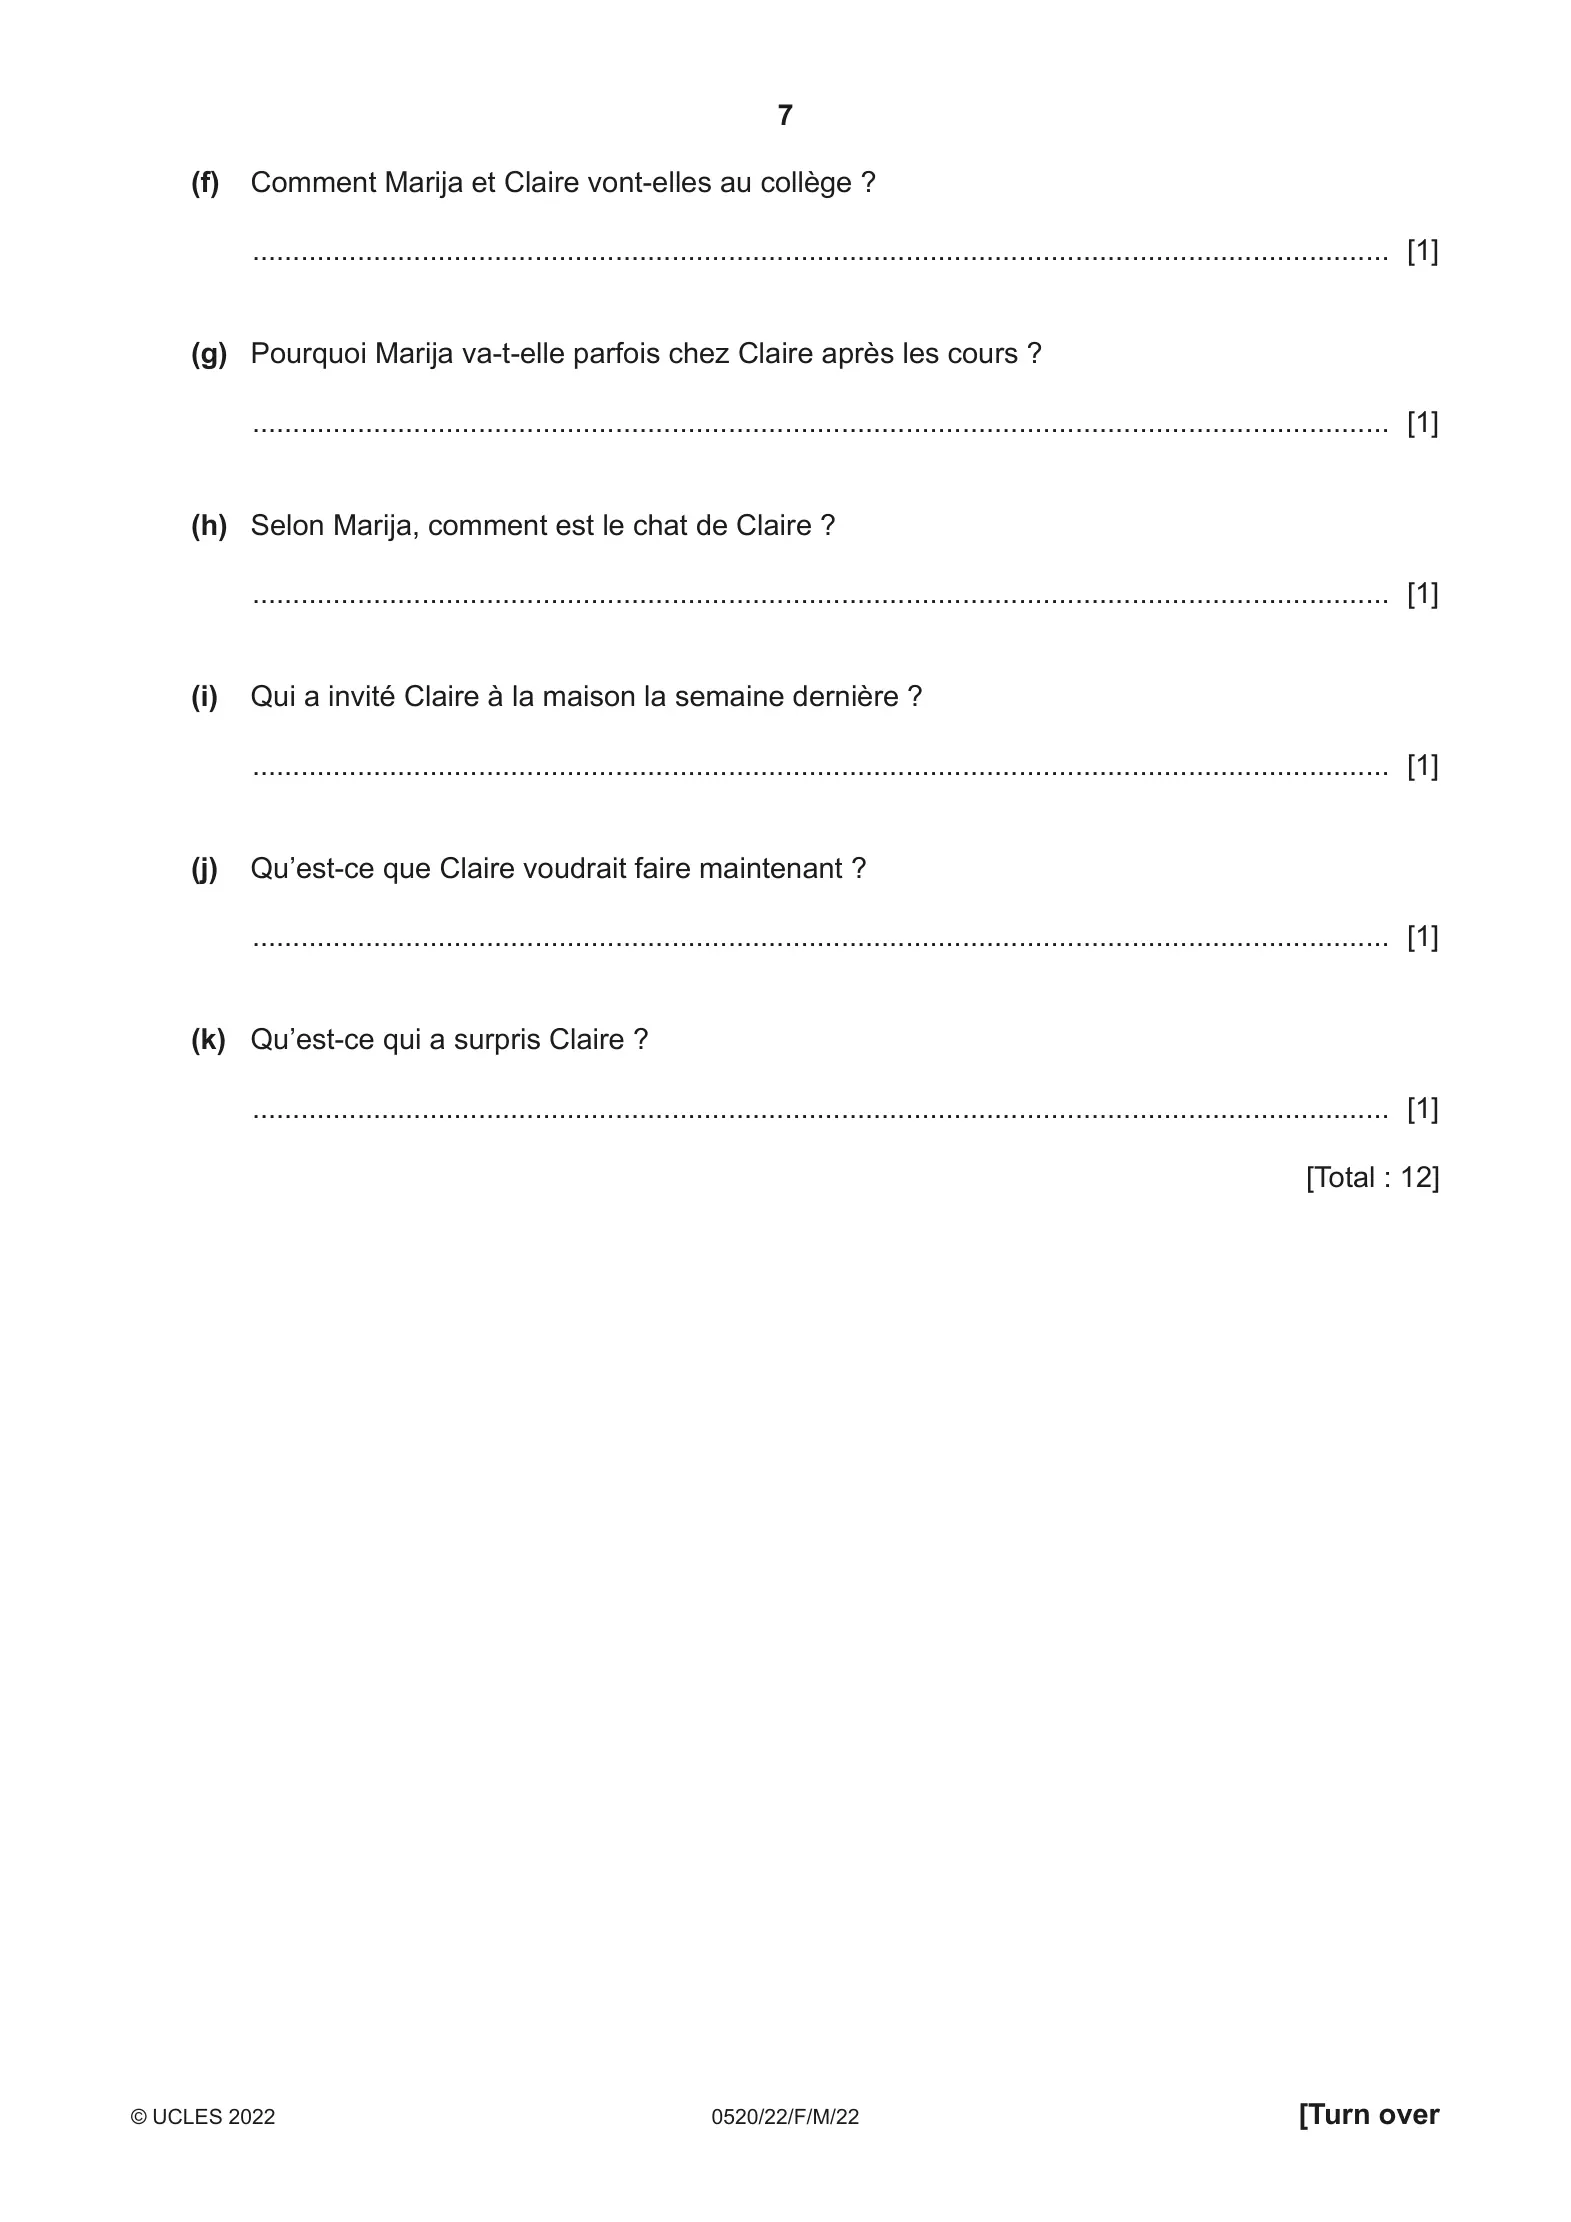 7
(f) Comment Marija et Claire vont-elles au collège ?
.............................................................................................................................................. [1]
(g) Pourquoi Marija va-t-elle parfois chez Claire après les cours ?
.............................................................................................................................................. [1]
(h) Selon Marija, comment est le chat de Claire ?
.............................................................................................................................................. [1]
(i) Qui a invité Claire à la maison la semaine dernière ?
.............................................................................................................................................. [1]
(j) Qu’est-ce que Claire voudrait faire maintenant ?
.............................................................................................................................................. [1]
(k) Qu’est-ce qui a surpris Claire ?
.............................................................................................................................................. [1]
[Total : 12]
© UCLES 2022 0520/22/F/M/22 [Turn over